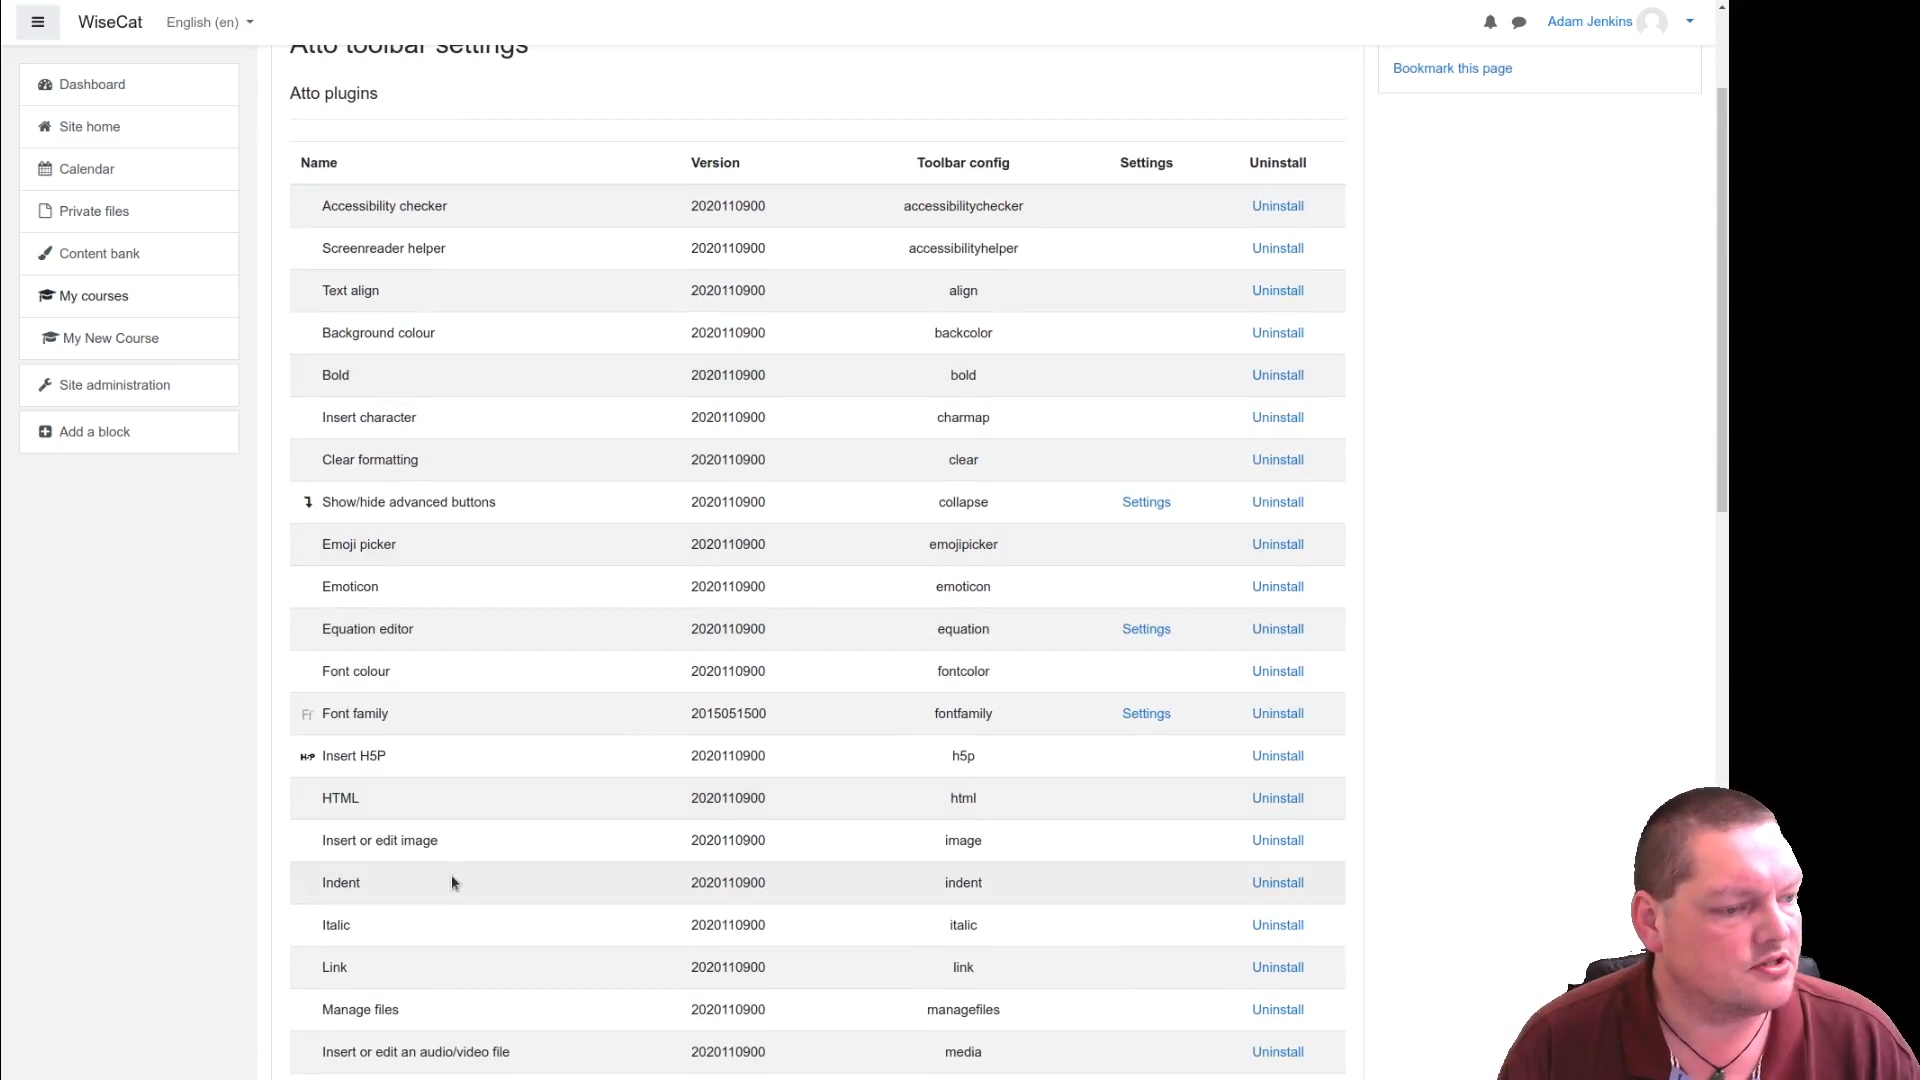 WiseCat English (en) Adam Jenkins
Dashboard
Site home
Calendar
Private files
Content bank
My courses
My New Course
Site administration
Add a block
Atto toolbar settings
Atto plugins
Name Version Toolbar config Settings Uninstall
Accessibility checker 2020110900 accessibilitychecker Uninstall
Screenreader helper 2020110900 accessibilityhelper Uninstall
Text align 2020110900 align Uninstall
Background colour 2020110900 backcolor Uninstall
Bold 2020110900 bold Uninstall
Insert character 2020110900 charmap Uninstall
Clear formatting 2020110900 clear Uninstall
Show/hide advanced buttons 2020110900 collapse Settings Uninstall
Emoji picker 2020110900 emojipicker Uninstall
Emoticon 2020110900 emoticon Uninstall
Equation editor 2020110900 equation Settings Uninstall
Font colour 2020110900 fontcolor Uninstall
Ff Font family 2015051500 fontfamily Settings Uninstall
H5P Insert H5P 2020110900 h5p Uninstall
HTML 2020110900 html Uninstall
Insert or edit image 2020110900 image Uninstall
Indent 2020110900 indent Uninstall
Italic 2020110900 italic Uninstall
Link 2020110900 link Uninstall
Manage files 2020110900 managefiles Uninstall
Insert or edit an audio/video file 2020110900 media Uninstall
Bookmark this page